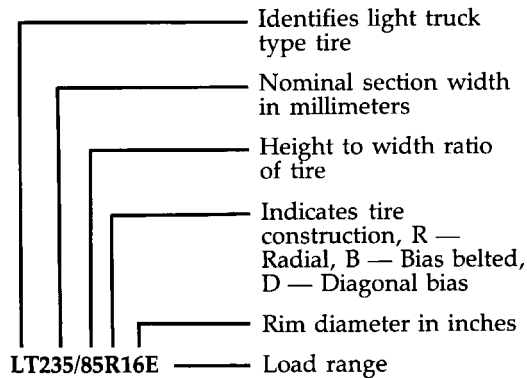 Identifies light truck
type tire
Nominal section width
in millimeters
Height to width ratio
of tire
Indicates tire
construction, R —
Radial, B — Bias belted,
D — Diagonal bias
Rim diameter in inches
LT235/85R16E — Load range